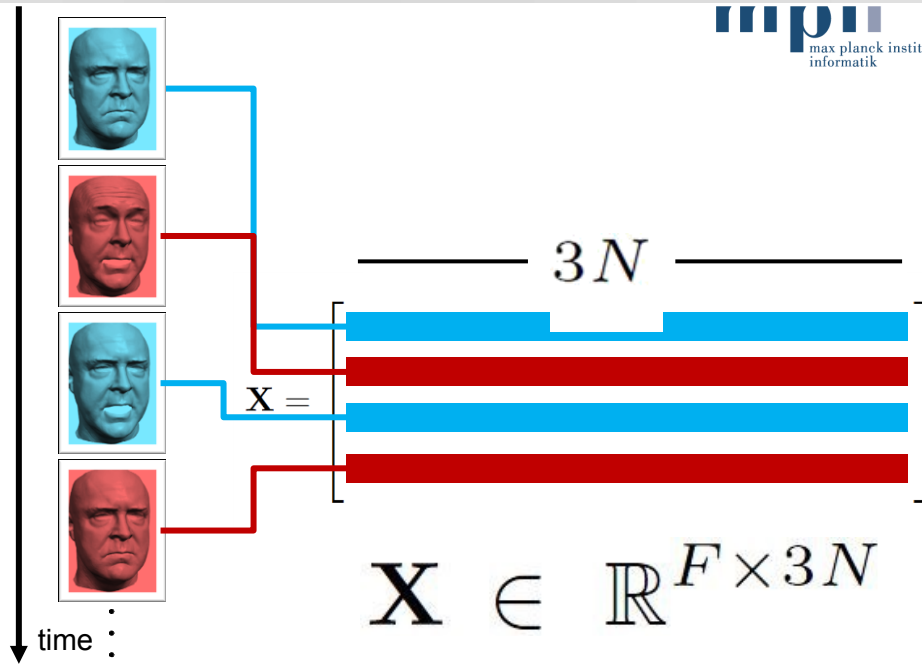 max planck instit
informatik
3N
X =
X ∈ ℝ^{F×3N}
time